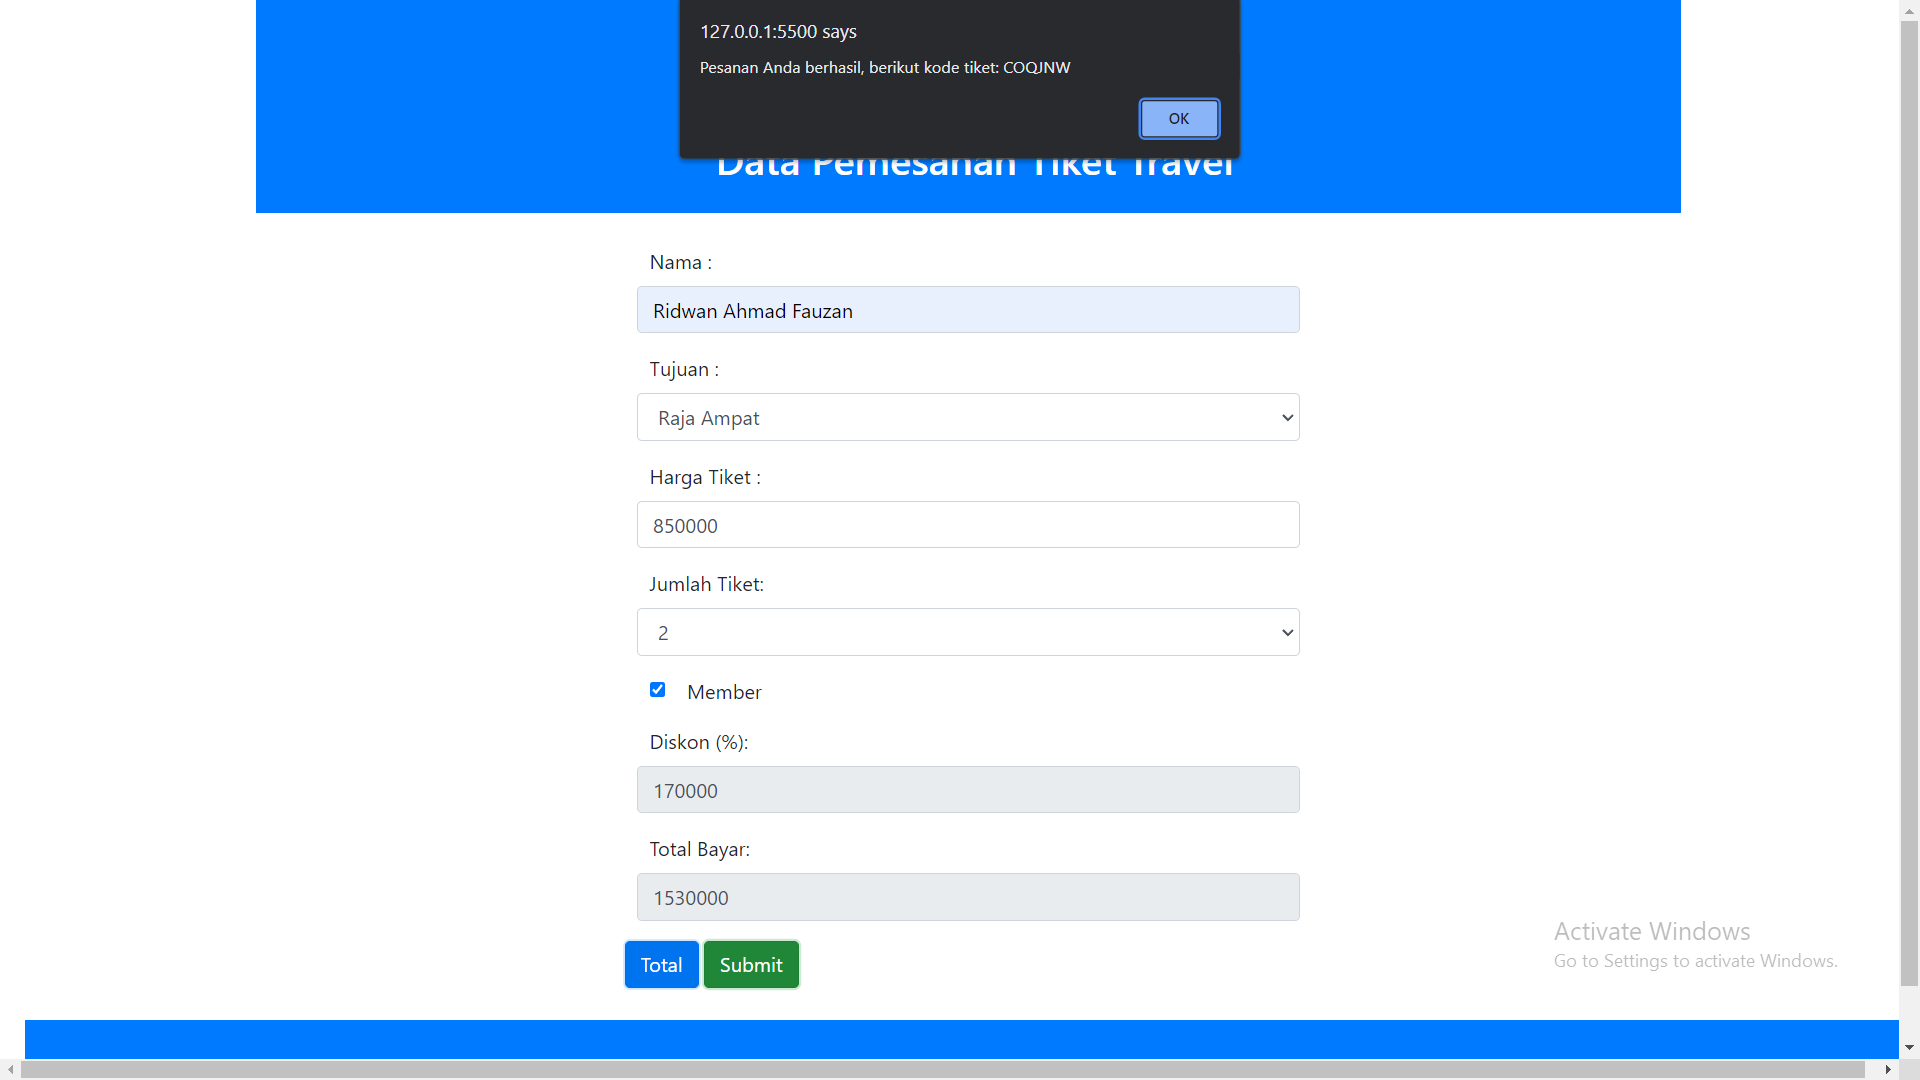 127.0.0.1:5500 says
Pesanan Anda berhasil, berikut kode tiket: COQJNW
OK
Data Pemesanan Tiket Travel
Nama :
Ridwan Ahmad Fauzan
Tujuan :
Raja Ampat
Harga Tiket :
850000
Jumlah Tiket:
2
Member
Diskon (%):
170000
Total Bayar:
1530000
Total Submit
Activate Windows
Go to Settings to activate Windows.